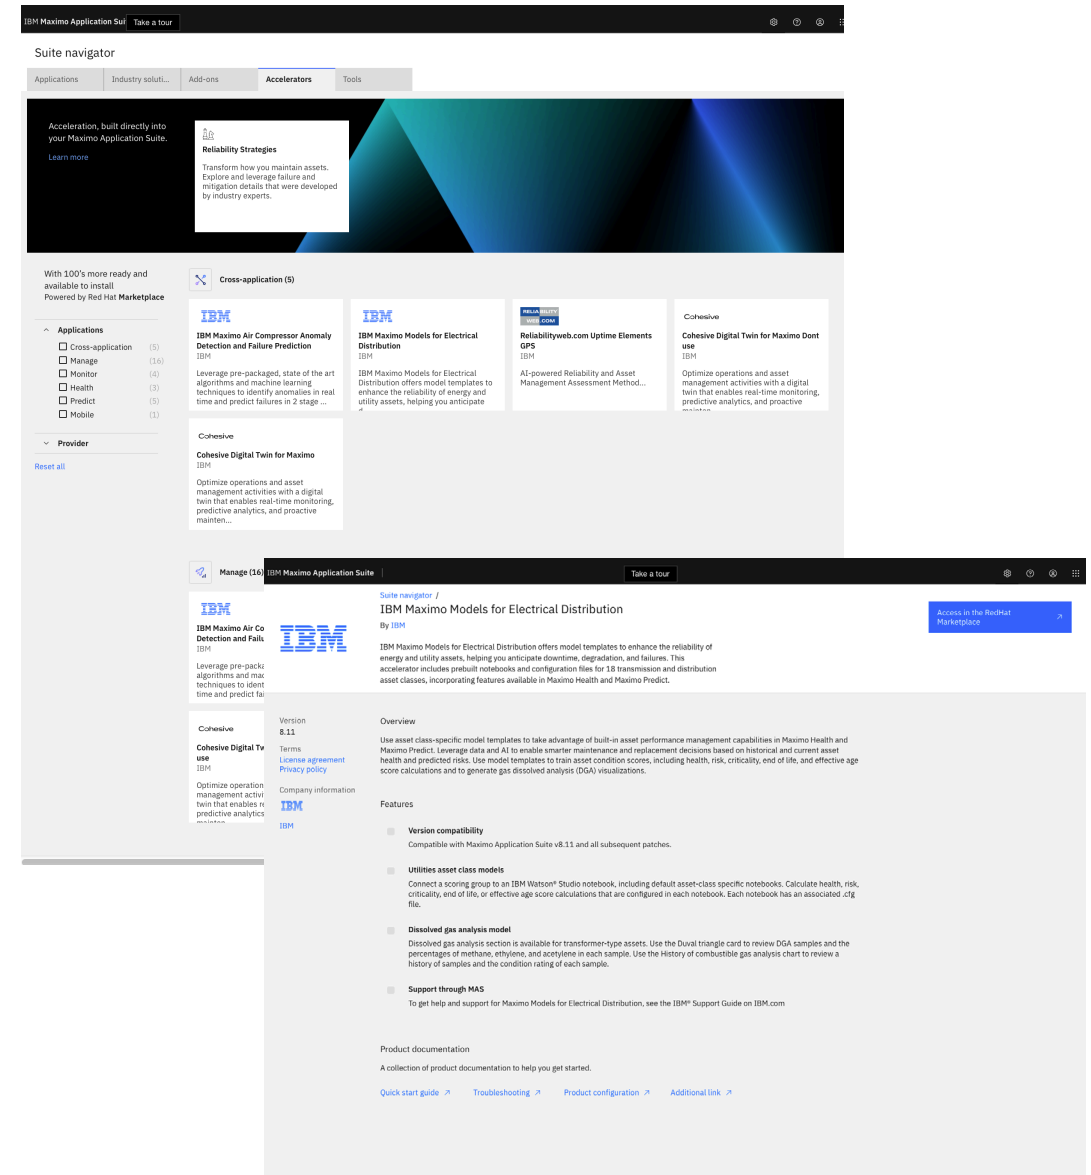 IBM Maximo Application Sui
Take a tour
Suite navigator
Applications
Industry soluti...
Add-ons
Accelerators
Tools
Acceleration, built directly into
your Maximo Application Suite.
Learn more
Reliability Strategies
Transform how you maintain assets.
Explore and leverage failure and
mitigation details that were developed
by industry experts.
With 100's more ready and
available to install
Powered by Red Hat Marketplace
Applications
Cross-application (5)
Manage (16)
Monitor (4)
Health (3)
Predict (5)
Mobile (1)
Provider
Reset all
Cross-application (5)
IBM
IBM Maximo Air Compressor Anomaly
Detection and Failure Prediction
IBM
Leverage pre-packaged, state of the art
algorithms and machine learning
techniques to identify anomalies in real
time and predict failures in 2 stage ...
IBM
IBM Maximo Models for Electrical
Distribution
IBM
IBM Maximo Models for Electrical
Distribution offers model templates to
enhance the reliability of energy and
utility assets, helping you anticipate
RELIABILITY
WEB.COM
Reliabilityweb.com Uptime Elements
GPS
IBM
AI-powered Reliability and Asset
Management Assessment Method...
Cohesive
Cohesive Digital Twin for Maximo Dont
use
IBM
Optimize operations and asset
management activities with a digital
twin that enables real-time monitoring,
predictive analytics, and proactive
mainten...
Cohesive
Cohesive Digital Twin for Maximo
IBM
Optimize operations and asset
management activities with a digital
twin that enables real-time monitoring,
predictive analytics, and proactive
mainten...
Manage (16)
IBM
IBM Maximo Air Co
Detection and Failu
IBM
Leverage pre-packa
algorithms and mac
techniques to ident
time and predict fai
Cohesive
Cohesive Digital Tw
use
IBM
Optimize operation
management activi
twin that enables re
predictive analytics
mainten
IBM Maximo Application Suite
Take a tour
Suite navigator /
IBM Maximo Models for Electrical Distribution
By IBM
IBM
IBM Maximo Models for Electrical Distribution offers model templates to enhance the reliability of
energy and utility assets, helping you anticipate downtime, degradation, and failures. This
accelerator includes prebuilt notebooks and configuration files for 18 transmission and distribution
asset classes, incorporating features available in Maximo Health and Maximo Predict.
Access in the RedHat
Marketplace
Version
8.11
Terms
License agreement
Privacy policy
Company information
IBM
IBM
Overview
Use asset class-specific model templates to take advantage of built-in asset performance management capabilities in Maximo Health and
Maximo Predict. Leverage data and AI to enable smarter maintenance and replacement decisions based on historical and current asset
health and predicted risks. Use model templates to train asset condition scores, including health, risk, criticality, end of life, and effective age
score calculations and to generate gas dissolved analysis (DGA) visualizations.
Features
Version compatibility
Compatible with Maximo Application Suite v8.11 and all subsequent patches.
Utilities asset class models
Connect a scoring group to an IBM Watson® Studio notebook, including default asset-class specific notebooks. Calculate health, risk,
criticality, end of life, or effective age score calculations that are configured in each notebook. Each notebook has an associated .cfg
file.
Dissolved gas analysis model
Dissolved gas analysis section is available for transformer-type assets. Use the Duval triangle card to review DGA samples and the
percentages of methane, ethylene, and acetylene in each sample. Use the History of combustible gas analysis chart to review a
history of samples and the condition rating of each sample.
Support through MAS
To get help and support for Maximo Models for Electrical Distribution, see the IBM® Support Guide on IBM.com
Product documentation
A collection of product documentation to help you get started.
Quick start guide
Troubleshooting
Product configuration
Additional link